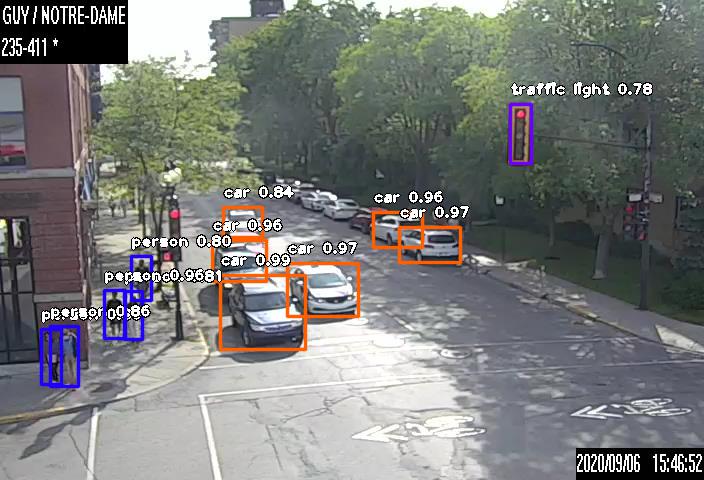 GUY / NOTRE-DAME
235-411 *
traffic light 0.78
car 0.84
car 0.96
car 0.97
car 0.96
person 0.80
car 0.97
car 0.99
0.86
2020/09/06 15:46:52